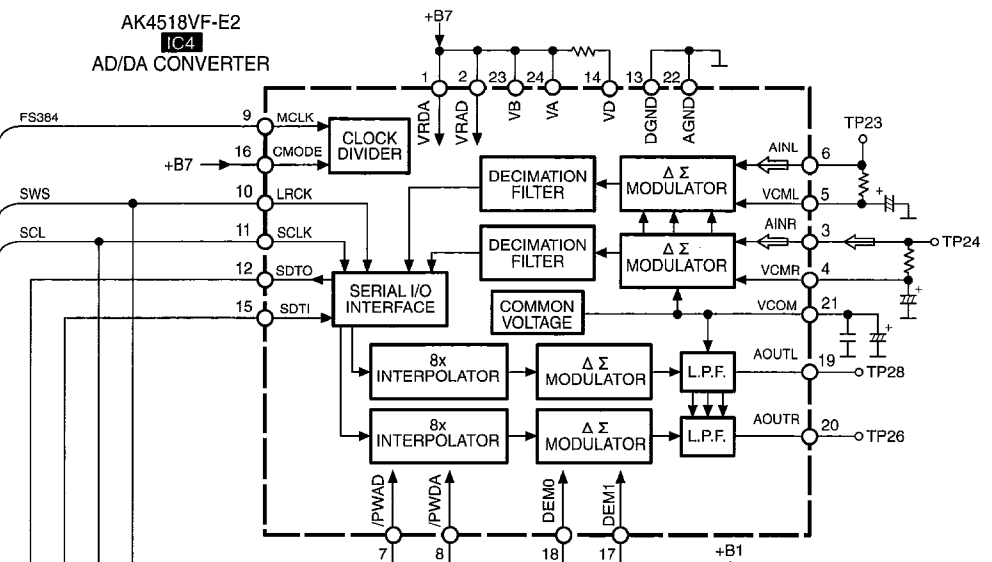 AK4518VF-E2
IC4
AD/DA CONVERTER
+B7
1
2
23
24
14
13
22
VRDA
VRAD
VB
VA
VD
DGND
AGND
TP23
FS384
9
MCLK
CLOCK
DIVIDER
+B7
16
CMODE
SWS
10
LRCK
SCL
11
SCLK
12
SDTO
15
SDTI
SERIAL I/O
INTERFACE
DECIMATION
FILTER
Δ Σ
MODULATOR
AINL
6
VCML
5
+
DECIMATION
FILTER
Δ Σ
MODULATOR
AINR
3
TP24
VCMR
4
+
COMMON
VOLTAGE
VCOM
21
+
8x
INTERPOLATOR
Δ Σ
MODULATOR
L.P.F.
AOUTL
19
TP28
8x
INTERPOLATOR
Δ Σ
MODULATOR
L.P.F.
AOUTR
20
TP26
/PWAD
/PWDA
DEM0
DEM1
7
8
18
17
+B1